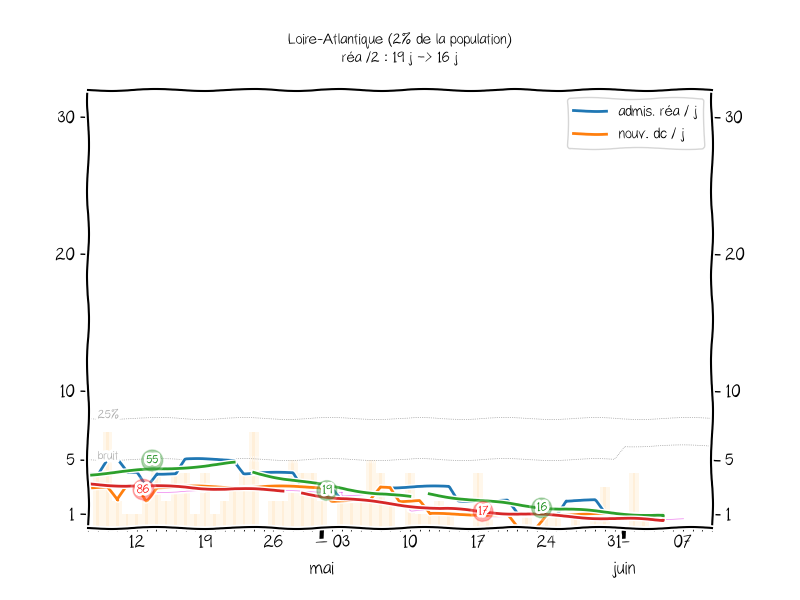 Loire-Atlantique (2% de la population)
réa /2 : 19 j -> 16 j
admis. réa / j
nouv. dc / j
30 30
20 20
10 10
25%
5 bruit 55 5
86 19 17 16
1 1
12 19 26 03 10 17 24 31 07
mai juin